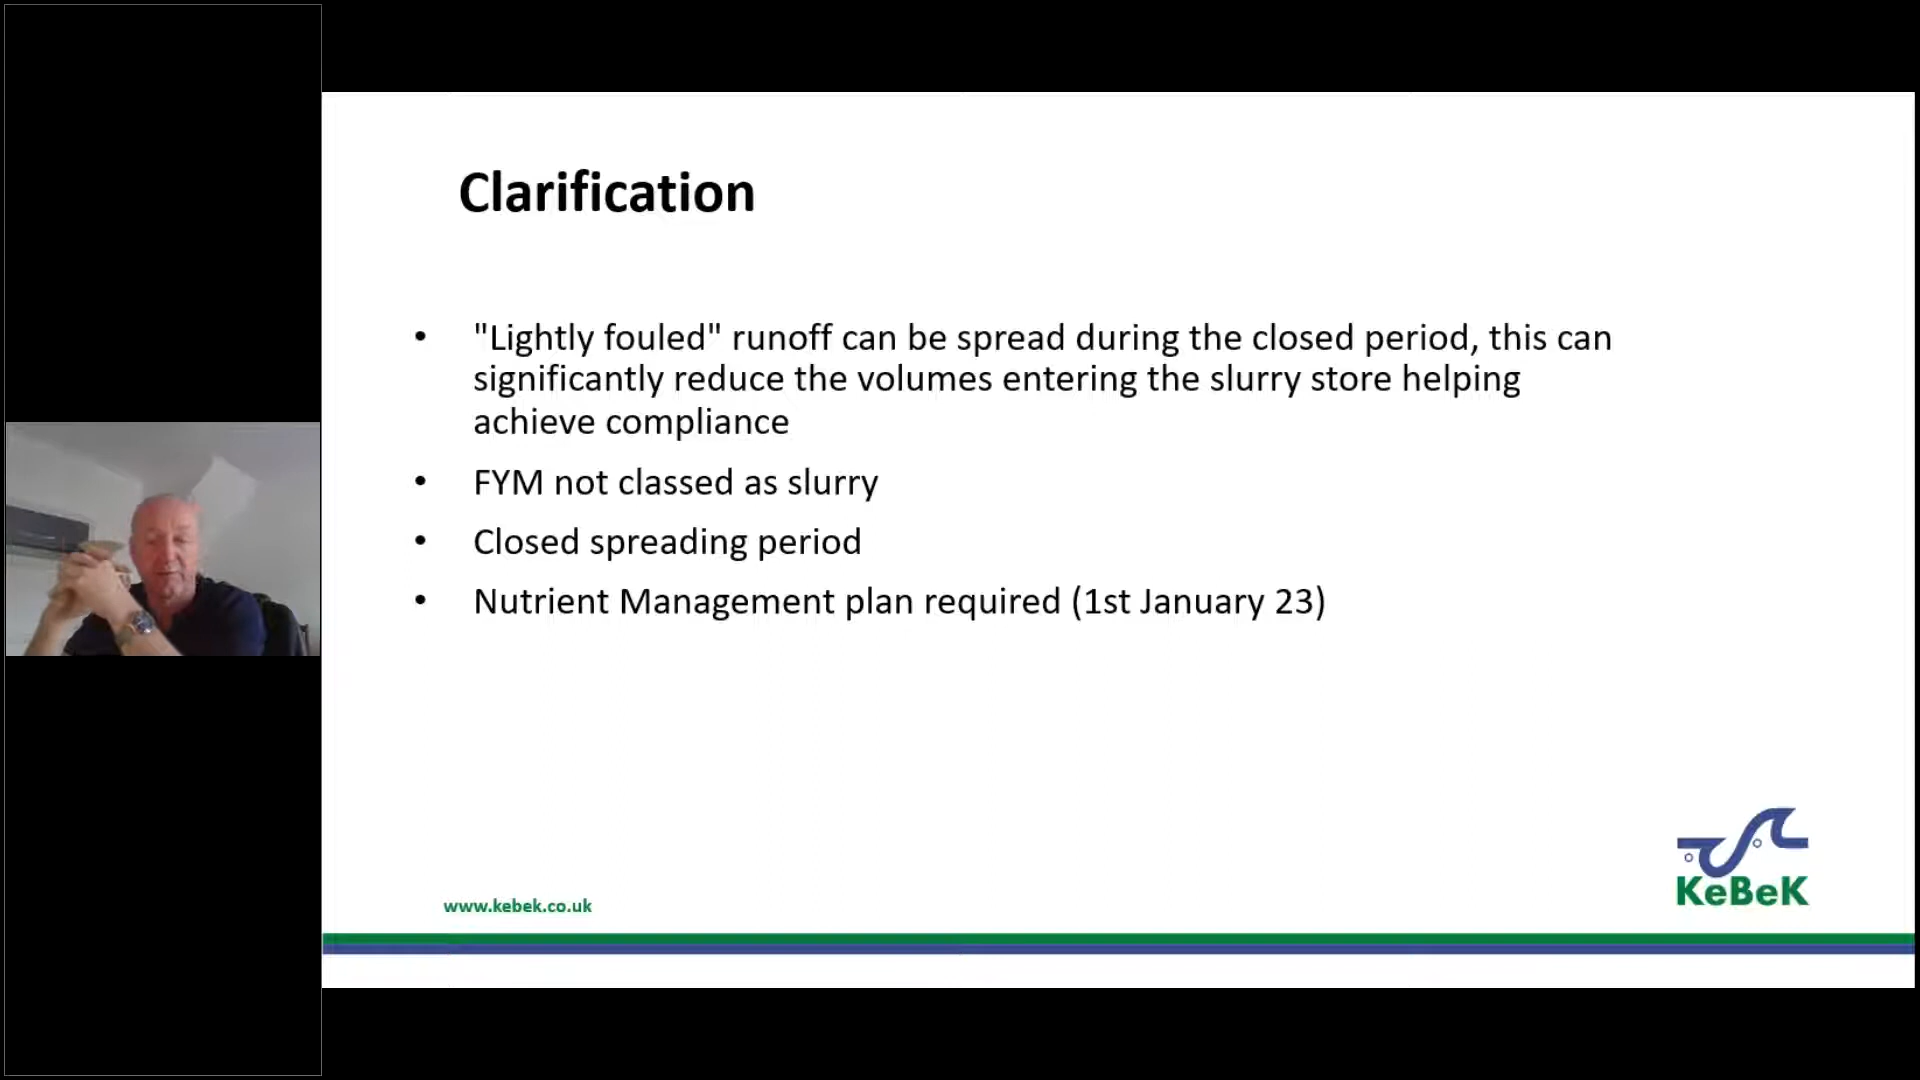 Clarification
• "Lightly fouled" runoff can be spread during the closed period, this can
significantly reduce the volumes entering the slurry store helping
achieve compliance
• FYM not classed as slurry
• Closed spreading period
• Nutrient Management plan required (1st January 23)
www.kebek.co.uk
KeBeK